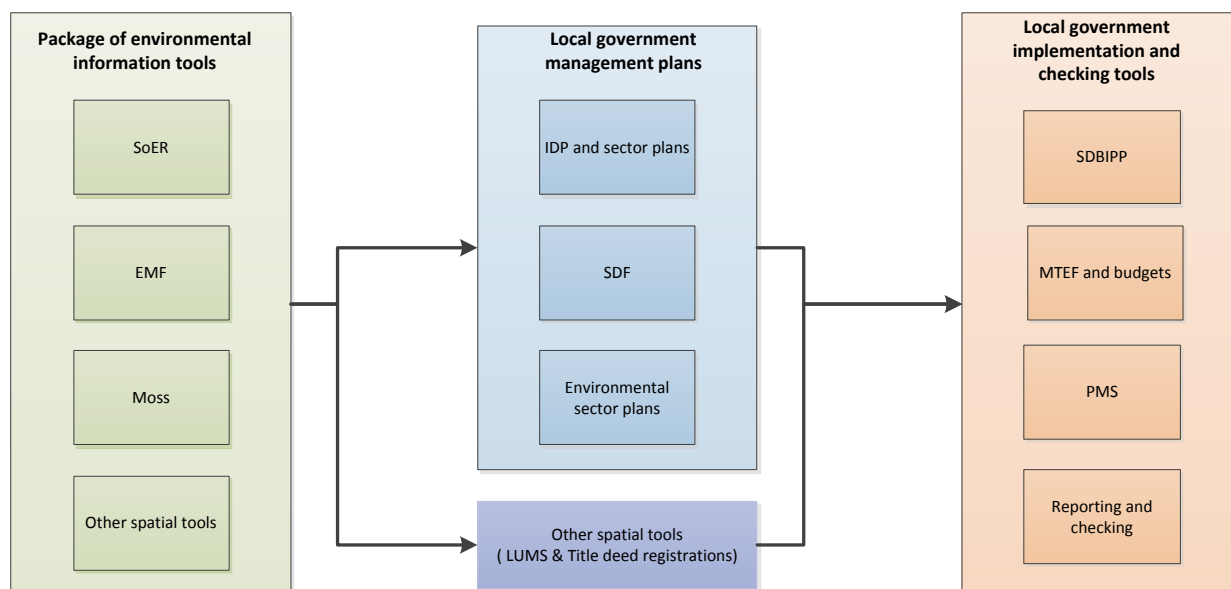 Package of environmental
information tools
SoER
EMF
Moss
Other spatial tools
Local government
management plans
IDP and sector plans
SDF
Environmental
sector plans
Other spatial tools
( LUMS & Title deed registrations)
Local government
implementation and
checking tools
SDBIPP
MTEF and budgets
PMS
Reporting and
checking